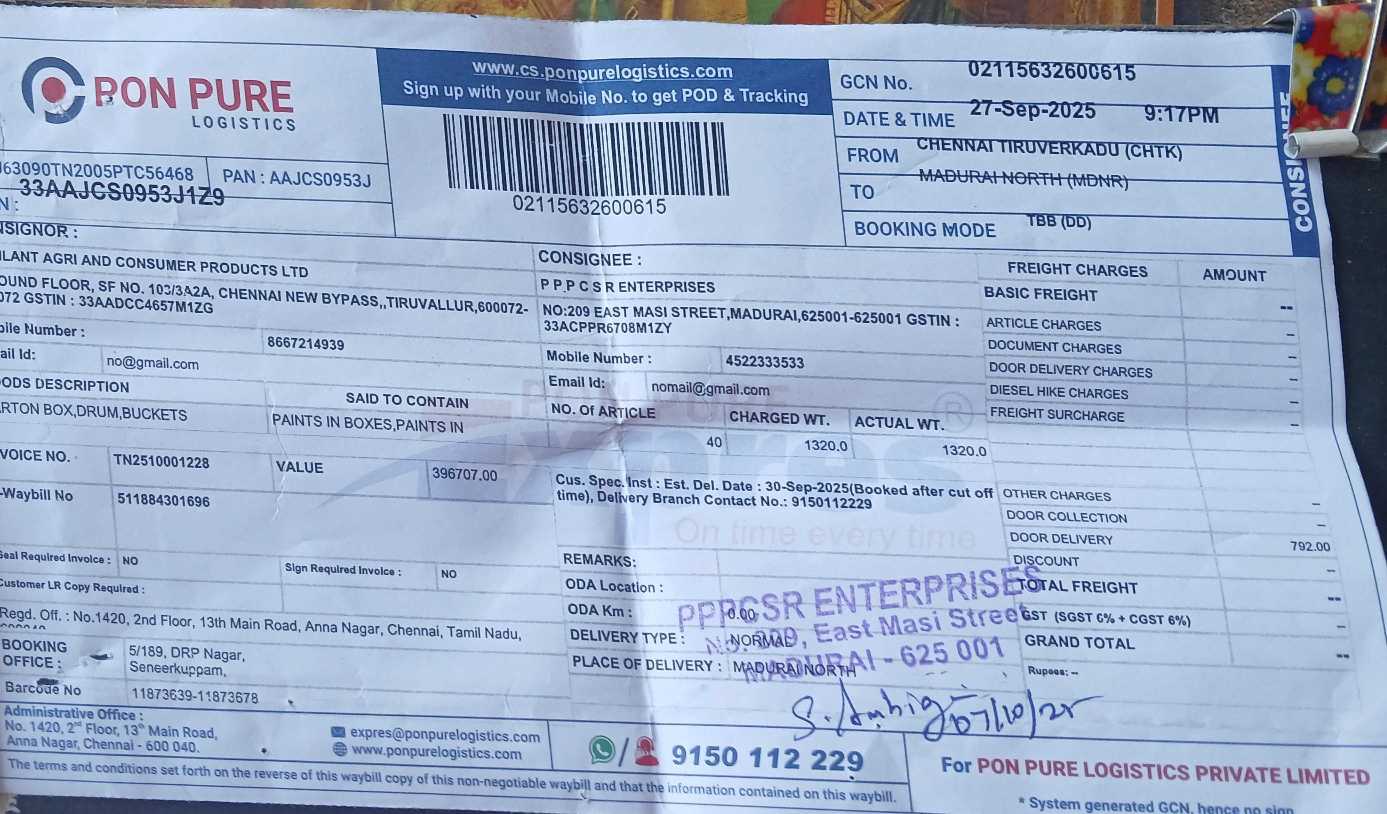 PON PURE
LOGISTICS
www.cs.ponpurelogistics.com
Sign up with your Mobile No. to get POD & Tracking
02115632600615
GCN No. 02115632600615
DATE & TIME 27-Sep-2025 9:17PM
FROM CHENNAI TIRUVERKADU (CHTK)
TO MADURAI NORTH (MDNR)
BOOKING MODE TBB (DD)
63090TN2005PTC56468 PAN : AAJCS0953J
N : 33AAJCS0953J1Z9
NSIGNOR :
LANT AGRI AND CONSUMER PRODUCTS LTD
OUND FLOOR, SF NO. 103/3A2A, CHENNAI NEW BYPASS,,TIRUVALLUR,600072-
072 GSTIN : 33AADCC4657M1ZG
bile Number : 8667214939
ail Id: no@gmail.com
OODS DESCRIPTION SAID TO CONTAIN
RTON BOX,DRUM,BUCKETS PAINTS IN BOXES,PAINTS IN
VOICE NO. TN2510001228 VALUE 396707.00
-Waybill No 511884301696
Seal Required Invoice : NO Sign Required Invoice : NO
Customer LR Copy Required :
Regd. Off. : No.1420, 2nd Floor, 13th Main Road, Anna Nagar, Chennai, Tamil Nadu,
BOOKING OFFICE : 5/189, DRP Nagar,
Seneerkuppam,
Barcode No 11873639-11873678
CONSIGNEE :
P P P C S R ENTERPRISES
NO:209 EAST MASI STREET,MADURAI,625001-625001 GSTIN :
33ACPPR6708M1ZY
Mobile Number : 4522333533
Email Id: nomail@gmail.com
NO. Of ARTICLE CHARGED WT. ACTUAL WT.
40 1320.0 1320.0
PON PURE
Expres ®
On time every time
Cus. Spec. Inst : Est. Del. Date : 30-Sep-2025(Booked after cut off
time), Delivery Branch Contact No.: 9150112229
REMARKS:
ODA Location :
ODA Km : 0.00
DELIVERY TYPE : NORMAL
PLACE OF DELIVERY : MADURAI NORTH
PPPCSR ENTERPRISES
No. 209, East Masi Street
MADURAI - 625 001
07/10/25
FREIGHT CHARGES AMOUNT
BASIC FREIGHT --
ARTICLE CHARGES –
DOCUMENT CHARGES –
DOOR DELIVERY CHARGES –
DIESEL HIKE CHARGES –
FREIGHT SURCHARGE –
OTHER CHARGES –
DOOR COLLECTION –
DOOR DELIVERY 792.00
DISCOUNT –
TOTAL FREIGHT --
GST (SGST 6% + CGST 6%) –
GRAND TOTAL --
Rupees: --
Administrative Office :
No. 1420, 2nd Floor, 13th Main Road,
Anna Nagar, Chennai - 600 040.
expres@ponpurelogistics.com
www.ponpurelogistics.com
/ 9150 112 229
The terms and conditions set forth on the reverse of this waybill copy of this non-negotiable waybill and that the information contained on this waybill.
For PON PURE LOGISTICS PRIVATE LIMITED
* System generated GCN, hence no sign